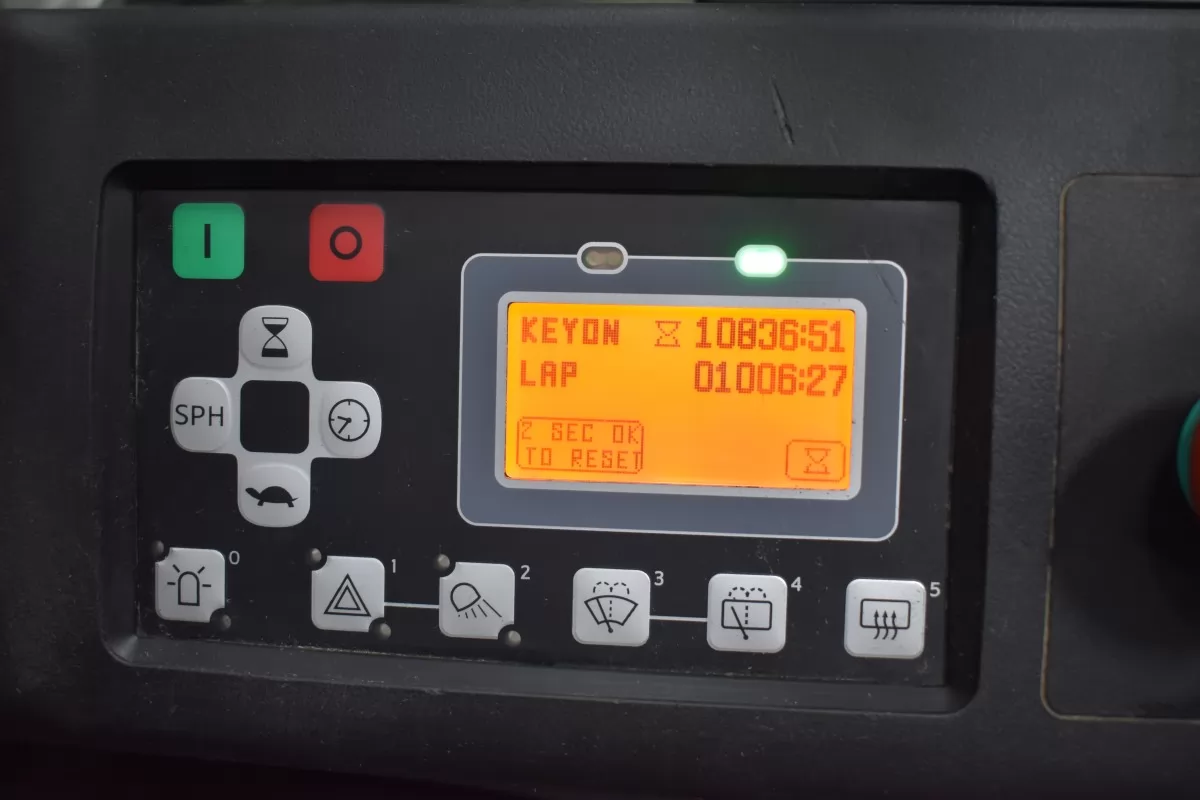 I
O
KEYON 10836:51
LAP 01006:27
2 SEC OK
TO RESET
SPH
0
1
2
3
4
5